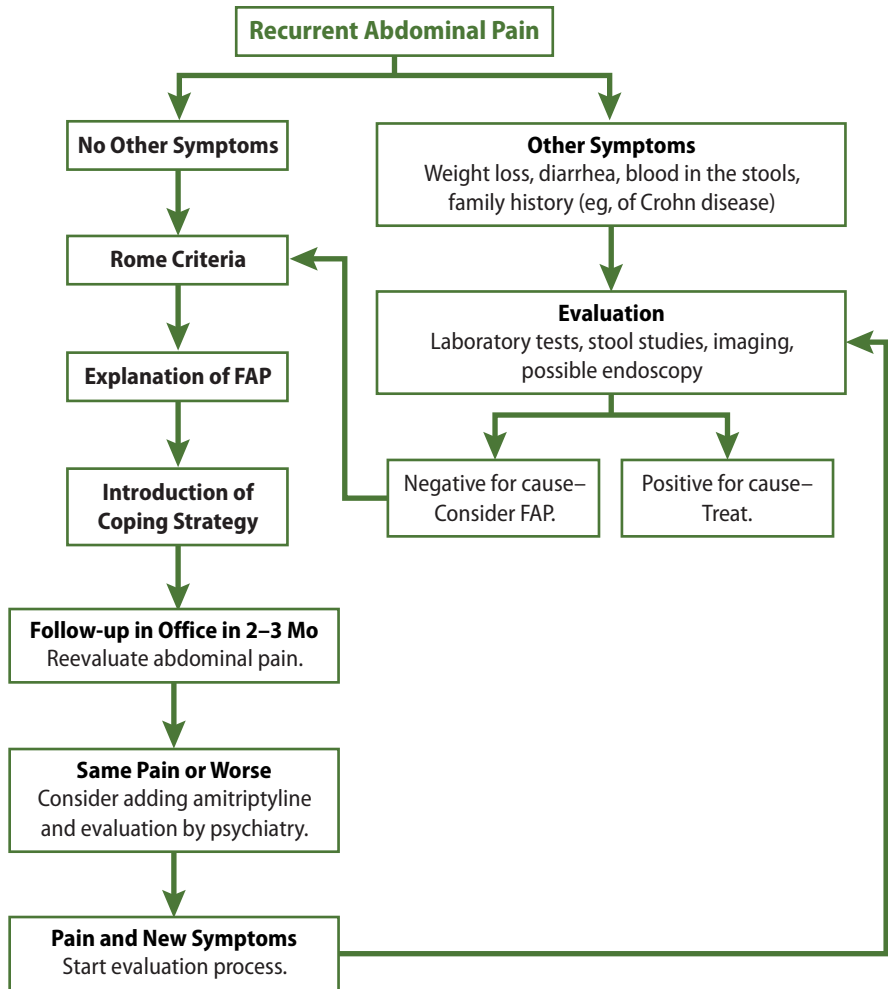 Recurrent Abdominal Pain
No Other Symptoms
Other Symptoms
Weight loss, diarrhea, blood in the stools,
family history (eg, of Crohn disease)
Rome Criteria
Evaluation
Laboratory tests, stool studies, imaging,
possible endoscopy
Explanation of FAP
Negative for cause–
Consider FAP.
Positive for cause–
Treat.
Introduction of
Coping Strategy
Follow-up in Office in 2–3 Mo
Reevaluate abdominal pain.
Same Pain or Worse
Consider adding amitriptyline
and evaluation by psychiatry.
Pain and New Symptoms
Start evaluation process.